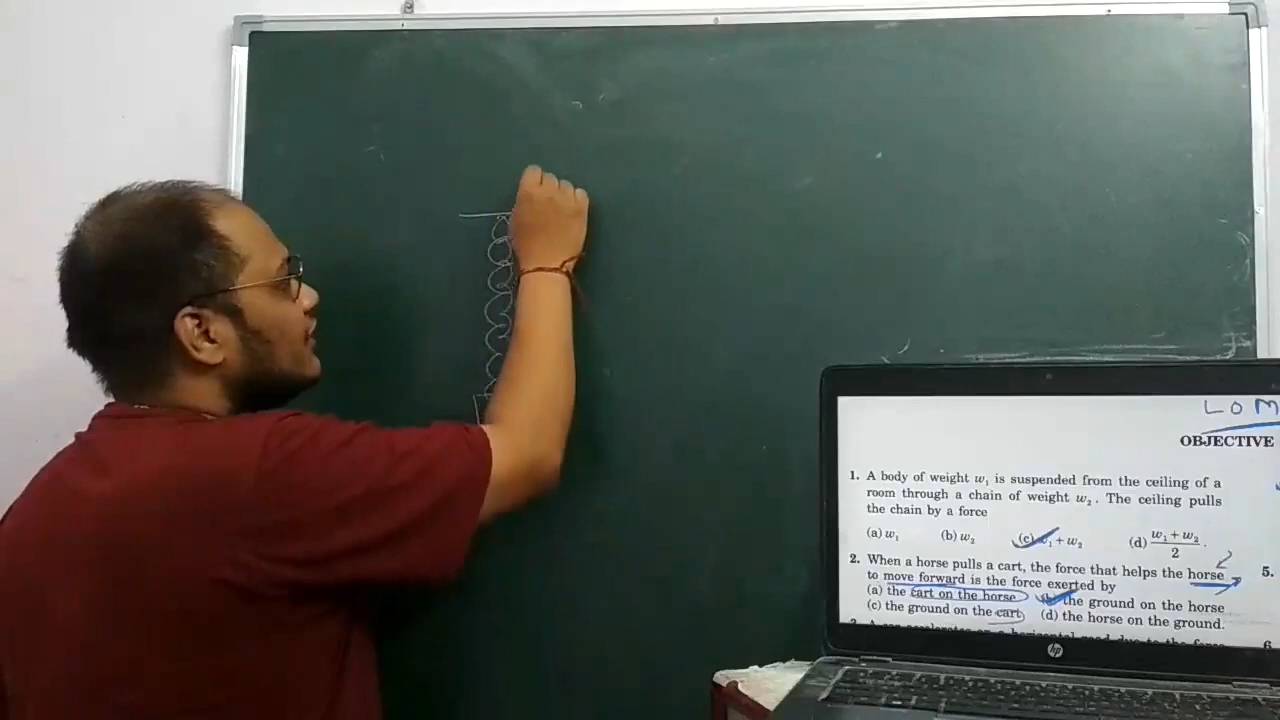 LOM
OBJECTIVE
1. A body of weight w₁ is suspended from the ceiling of a
room through a chain of weight w₂. The ceiling pulls
the chain by a force
(a) w₁ (b) w₂ (c) w₁ + w₂ (d) (w₁ + w₂)/2.
2. When a horse pulls a cart, the force that helps the horse
to move forward is the force exerted by
(a) the cart on the horse (b) the ground on the horse
(c) the ground on the cart (d) the horse on the ground.
5.
6
hp